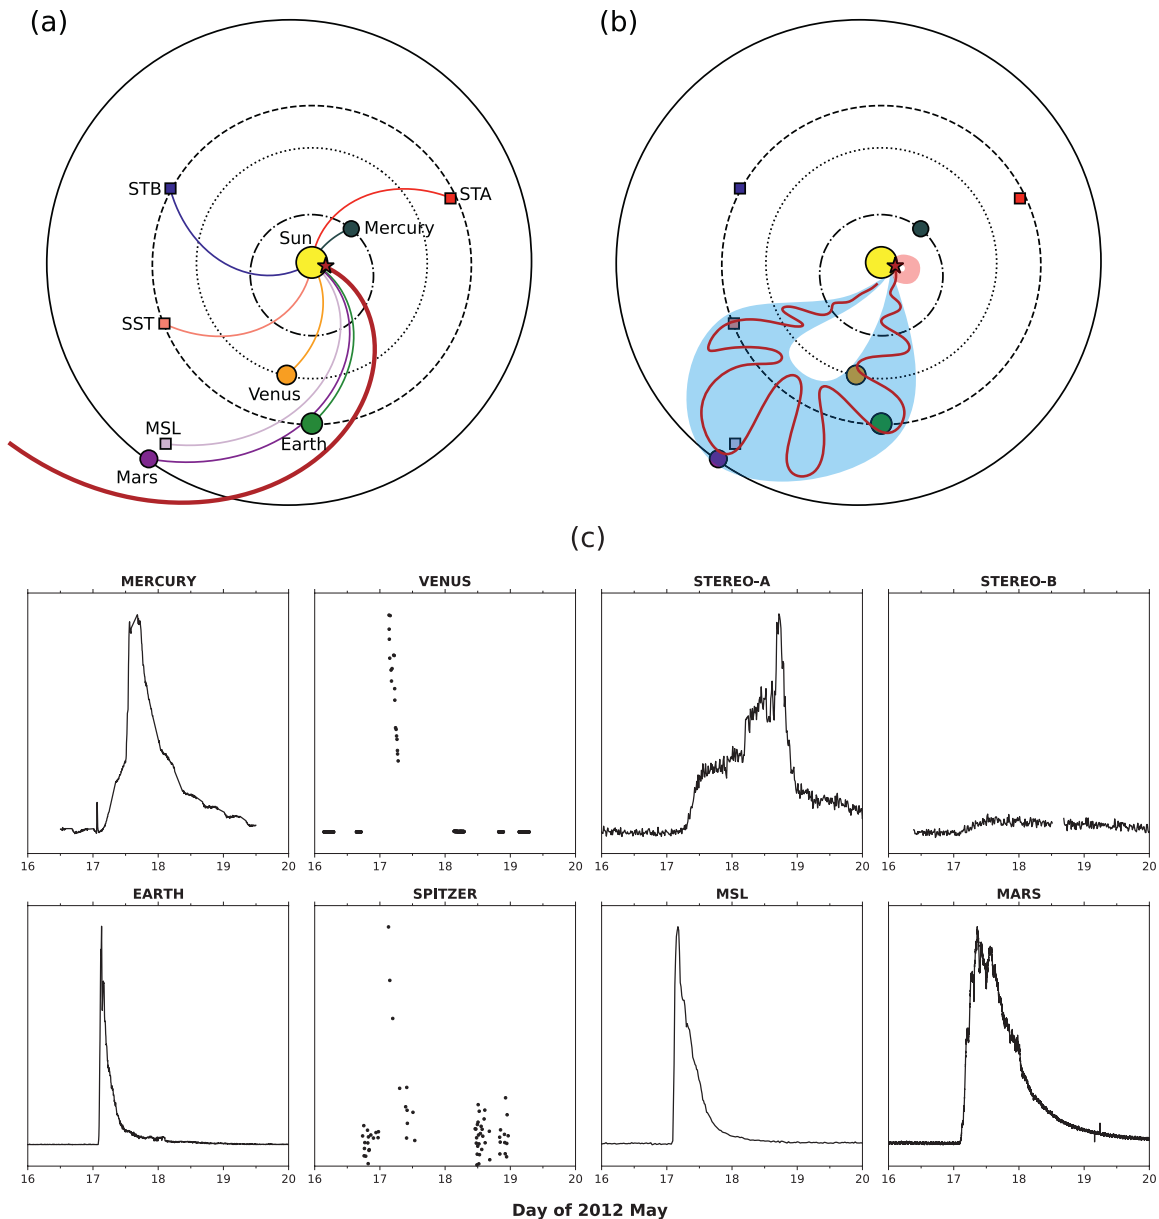 (a) (b)
STB STA
Sun Mercury
SST
Venus
MSL
Earth
Mars
(c)
MERCURY VENUS STEREO-A STEREO-B
16 17 18 19 20 16 17 18 19 20 16 17 18 19 20 16 17 18 19 20
EARTH SPITZER MSL MARS
16 17 18 19 20 16 17 18 19 20 16 17 18 19 20 16 17 18 19 20
Day of 2012 May